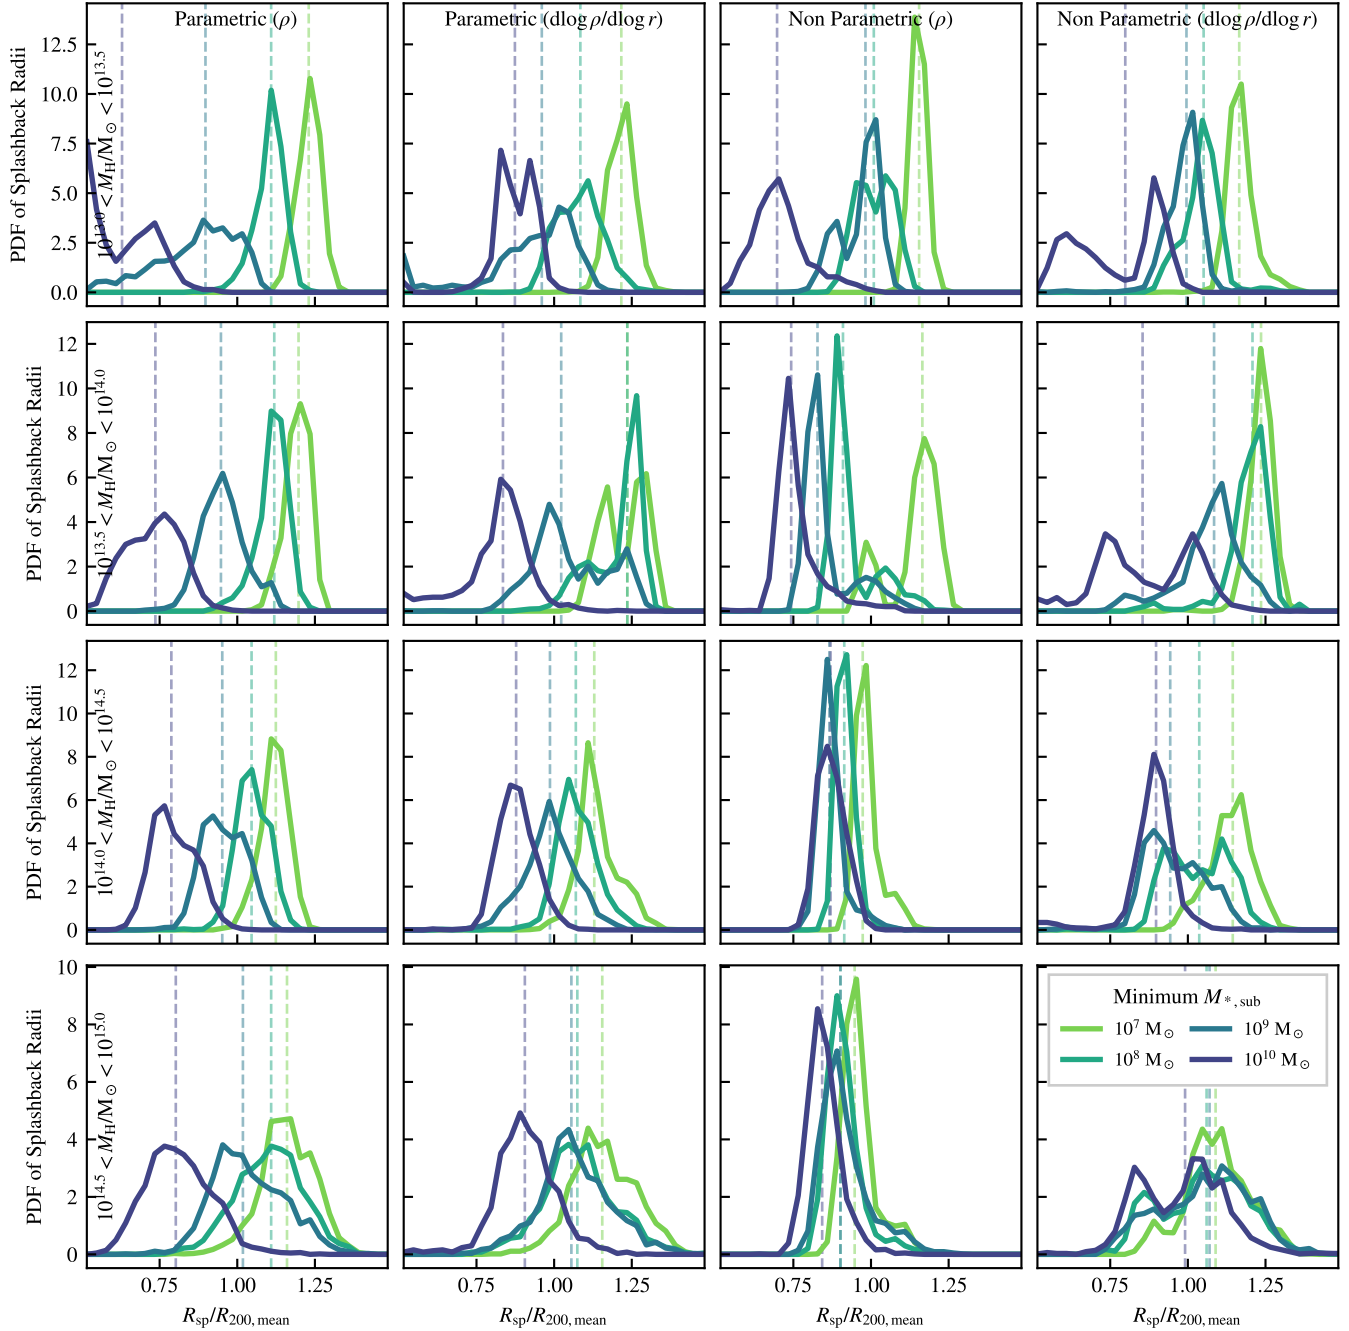 Parametric (ρ)
Parametric (dlog ρ/dlog r)
Non Parametric (ρ)
Non Parametric (dlog ρ/dlog r)
PDF of Splashback Radii
12.5
10.0
7.5
5.0
2.5
0.0
10^13.0 < M_H/M_⊙ < 10^13.5
PDF of Splashback Radii
12
10
8
6
4
2
0
10^13.5 < M_H/M_⊙ < 10^14.0
PDF of Splashback Radii
12
10
8
6
4
2
0
10^14.0 < M_H/M_⊙ < 10^14.5
PDF of Splashback Radii
10
8
6
4
2
0
10^14.5 < M_H/M_⊙ < 10^15.0
Minimum M_*,sub
10^7 M_⊙ 10^9 M_⊙
10^8 M_⊙ 10^10 M_⊙
0.75 1.00 1.25
0.75 1.00 1.25
0.75 1.00 1.25
0.75 1.00 1.25
R_sp/R_200, mean
R_sp/R_200, mean
R_sp/R_200, mean
R_sp/R_200, mean